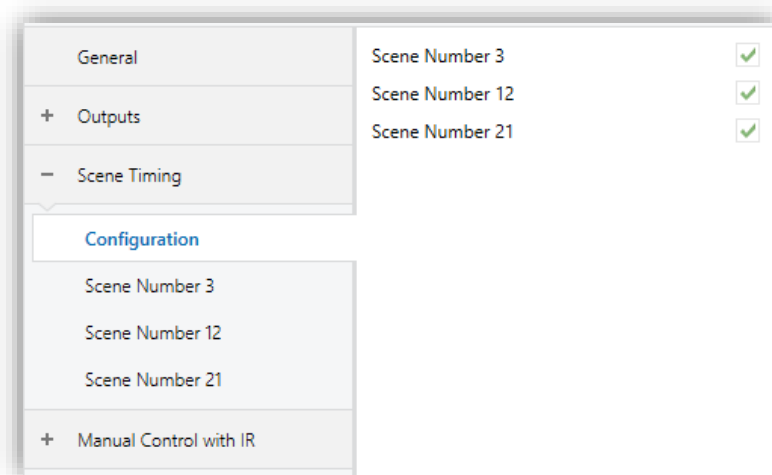 General
Outputs
Scene Timing
Configuration
Scene Number 3
Scene Number 12
Scene Number 21
Manual Control with IR
Scene Number 3
Scene Number 12
Scene Number 21